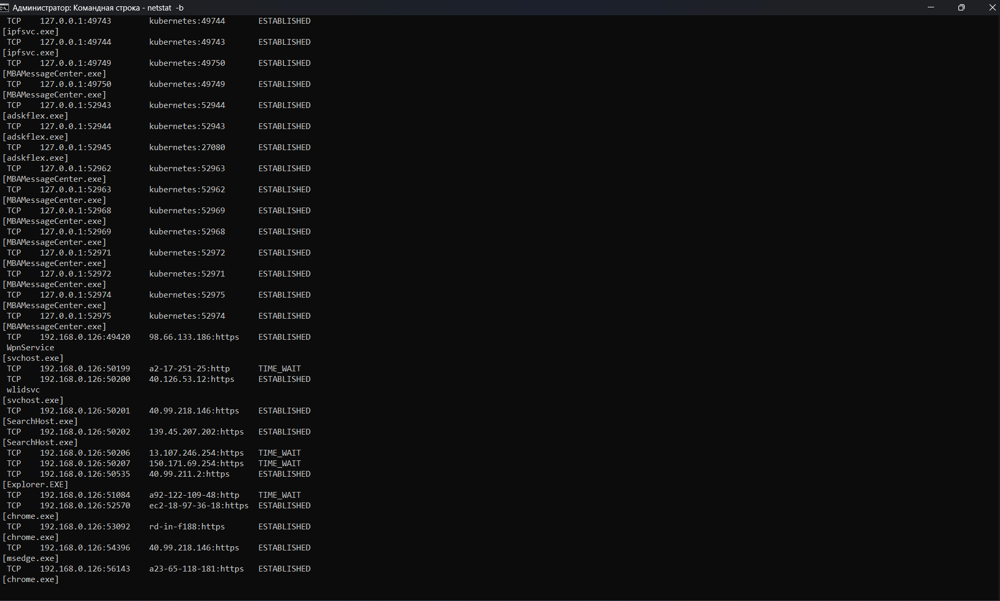 Администратор: Командная строка - netstat -b
TCP 127.0.0.1:49743 kubernetes:49744 ESTABLISHED
[ipfsvc.exe]
TCP 127.0.0.1:49744 kubernetes:49743 ESTABLISHED
[ipfsvc.exe]
TCP 127.0.0.1:49749 kubernetes:49750 ESTABLISHED
[MBAMessageCenter.exe]
TCP 127.0.0.1:49750 kubernetes:49749 ESTABLISHED
[MBAMessageCenter.exe]
TCP 127.0.0.1:52943 kubernetes:52944 ESTABLISHED
[adskflex.exe]
TCP 127.0.0.1:52944 kubernetes:52943 ESTABLISHED
[adskflex.exe]
TCP 127.0.0.1:52945 kubernetes:27080 ESTABLISHED
[adskflex.exe]
TCP 127.0.0.1:52962 kubernetes:52963 ESTABLISHED
[MBAMessageCenter.exe]
TCP 127.0.0.1:52963 kubernetes:52962 ESTABLISHED
[MBAMessageCenter.exe]
TCP 127.0.0.1:52968 kubernetes:52969 ESTABLISHED
[MBAMessageCenter.exe]
TCP 127.0.0.1:52969 kubernetes:52968 ESTABLISHED
[MBAMessageCenter.exe]
TCP 127.0.0.1:52971 kubernetes:52972 ESTABLISHED
[MBAMessageCenter.exe]
TCP 127.0.0.1:52972 kubernetes:52971 ESTABLISHED
[MBAMessageCenter.exe]
TCP 127.0.0.1:52974 kubernetes:52975 ESTABLISHED
[MBAMessageCenter.exe]
TCP 127.0.0.1:52975 kubernetes:52974 ESTABLISHED
[MBAMessageCenter.exe]
TCP 192.168.0.126:49420 98.66.133.186:https ESTABLISHED
WpnService
[svchost.exe]
TCP 192.168.0.126:50199 a2-17-251-25:http TIME_WAIT
TCP 192.168.0.126:50200 40.126.53.12:https ESTABLISHED
wlidsvc
[svchost.exe]
TCP 192.168.0.126:50201 40.99.218.146:https ESTABLISHED
[SearchHost.exe]
TCP 192.168.0.126:50202 139.45.207.202:https ESTABLISHED
[SearchHost.exe]
TCP 192.168.0.126:50206 13.107.246.254:https TIME_WAIT
TCP 192.168.0.126:50207 150.171.69.254:https TIME_WAIT
TCP 192.168.0.126:50535 40.99.211.2:https ESTABLISHED
[Explorer.EXE]
TCP 192.168.0.126:51084 a92-122-109-48:http TIME_WAIT
TCP 192.168.0.126:52570 ec2-18-97-36-18:https ESTABLISHED
[chrome.exe]
TCP 192.168.0.126:53092 rd-in-f188:https ESTABLISHED
[chrome.exe]
TCP 192.168.0.126:54396 40.99.218.146:https ESTABLISHED
[msedge.exe]
TCP 192.168.0.126:56143 a23-65-118-181:https ESTABLISHED
[chrome.exe]